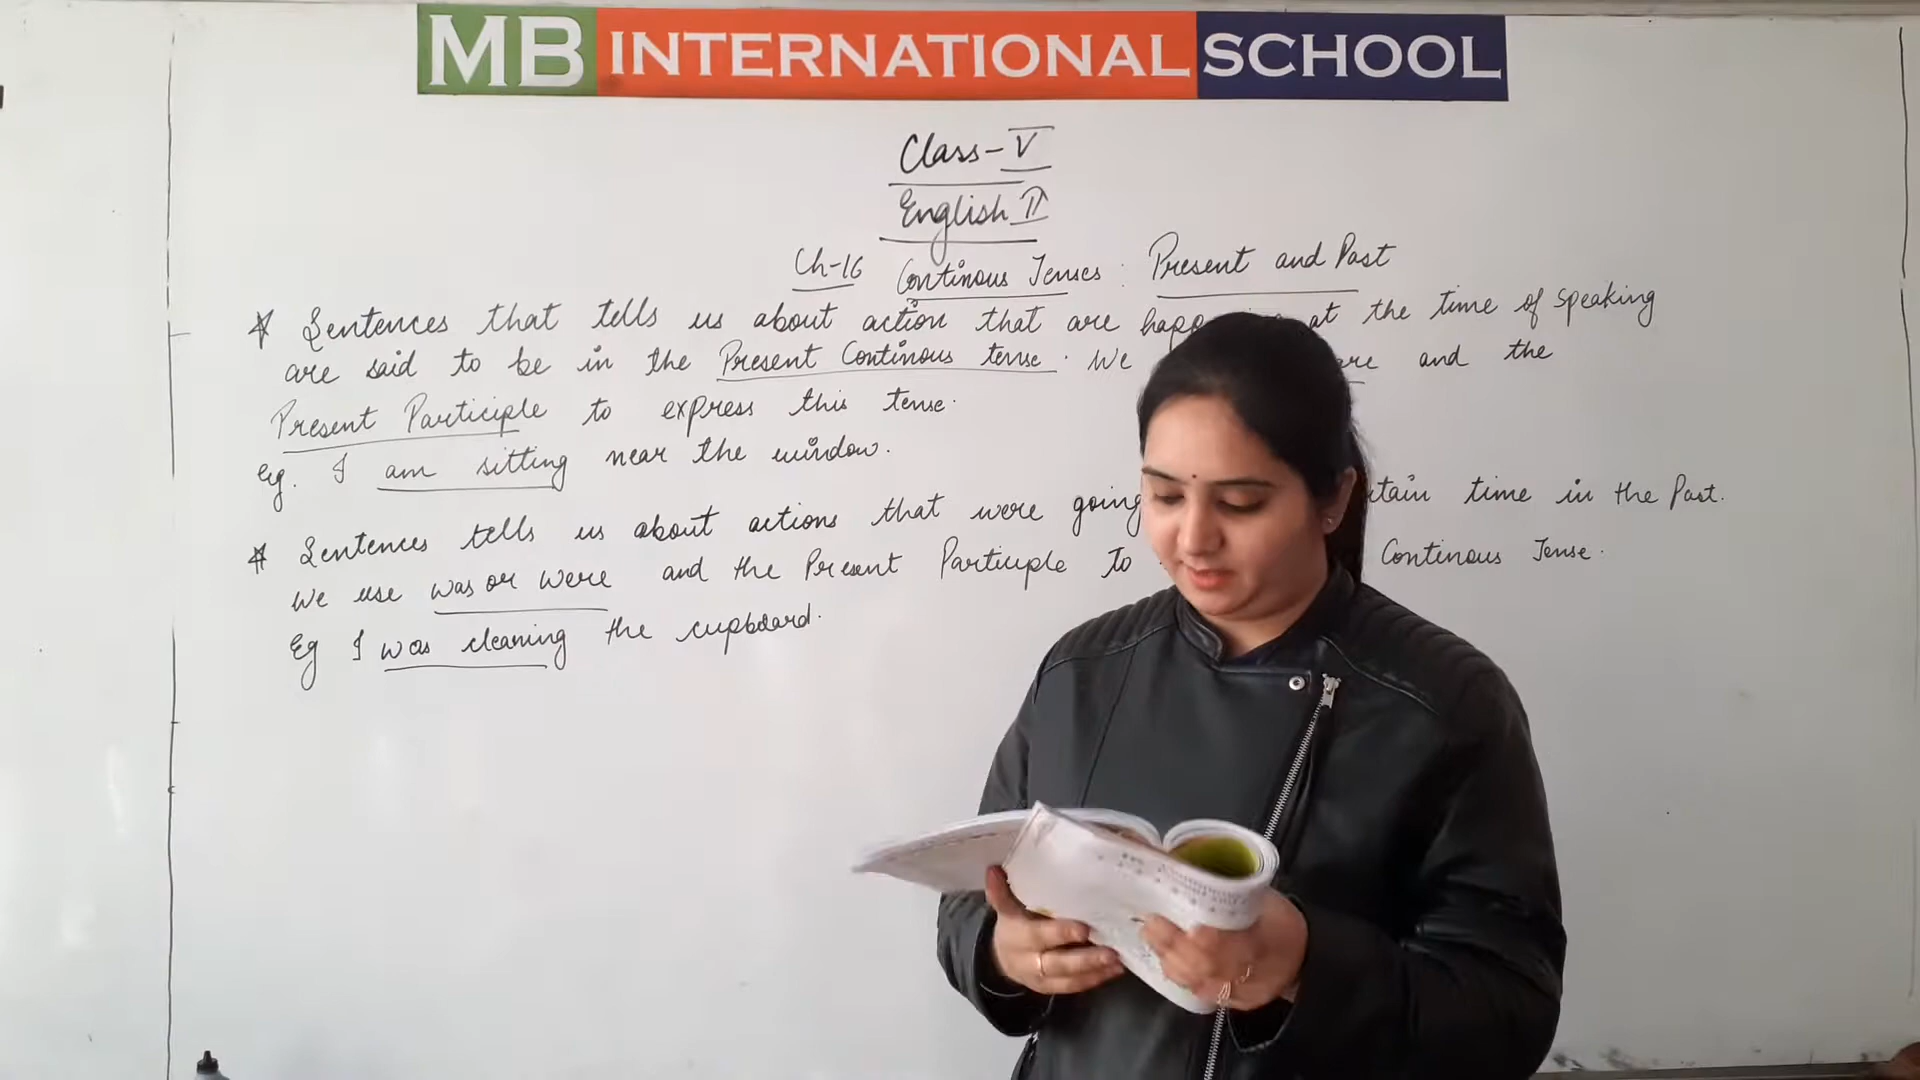 MB INTERNATIONAL SCHOOL
Class-V
English II
Ch-16 Continous Tenses: Present and Past
Sentences that tells us about action that are at the time of speaking
are said to be in the Present Continous tense. We are and the
Present Participle to express this tense.
Eg. I am sitting near the window.
Sentences tells us about actions that were going time in the Past.
We use was or were and the Present Participle to Continous Tense.
Eg I was cleaning the cupboard.